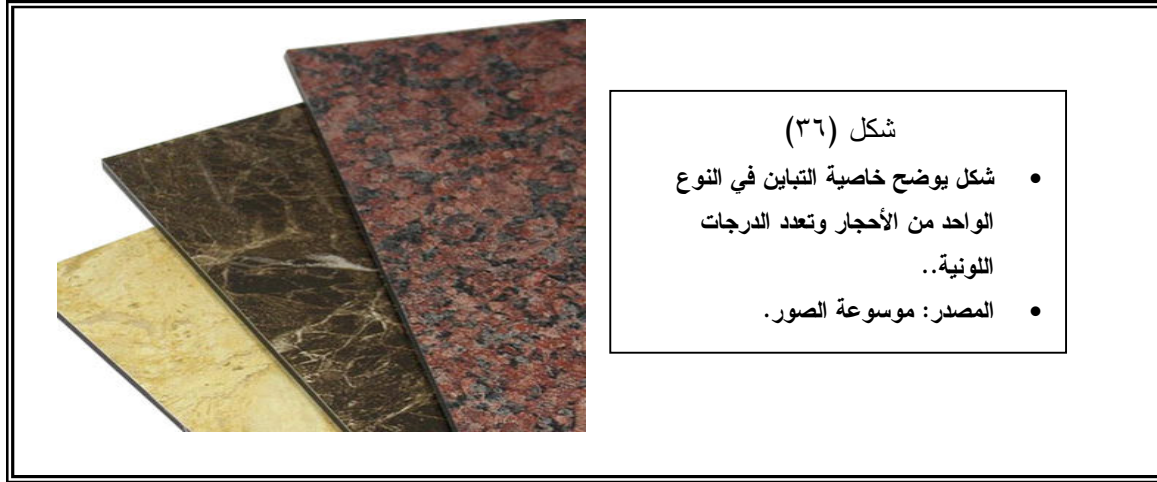 شكل (٣٦)
• شكل يوضح خاصية التباين في النوع
الواحد من الأحجار وتعدد الدرجات
اللونية..
• المصدر: موسوعة الصور.